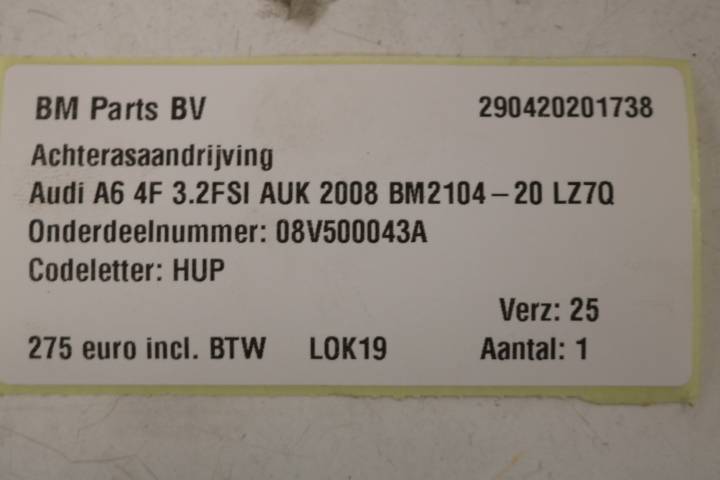 BM Parts BV 290420201738
Achterasaandrijving
Audi A6 4F 3.2FSI AUK 2008 BM2104-20 LZ7Q
Onderdeelnummer: 08V500043A
Codeletter: HUP
Verz: 25
275 euro incl. BTW LOK19 Aantal: 1